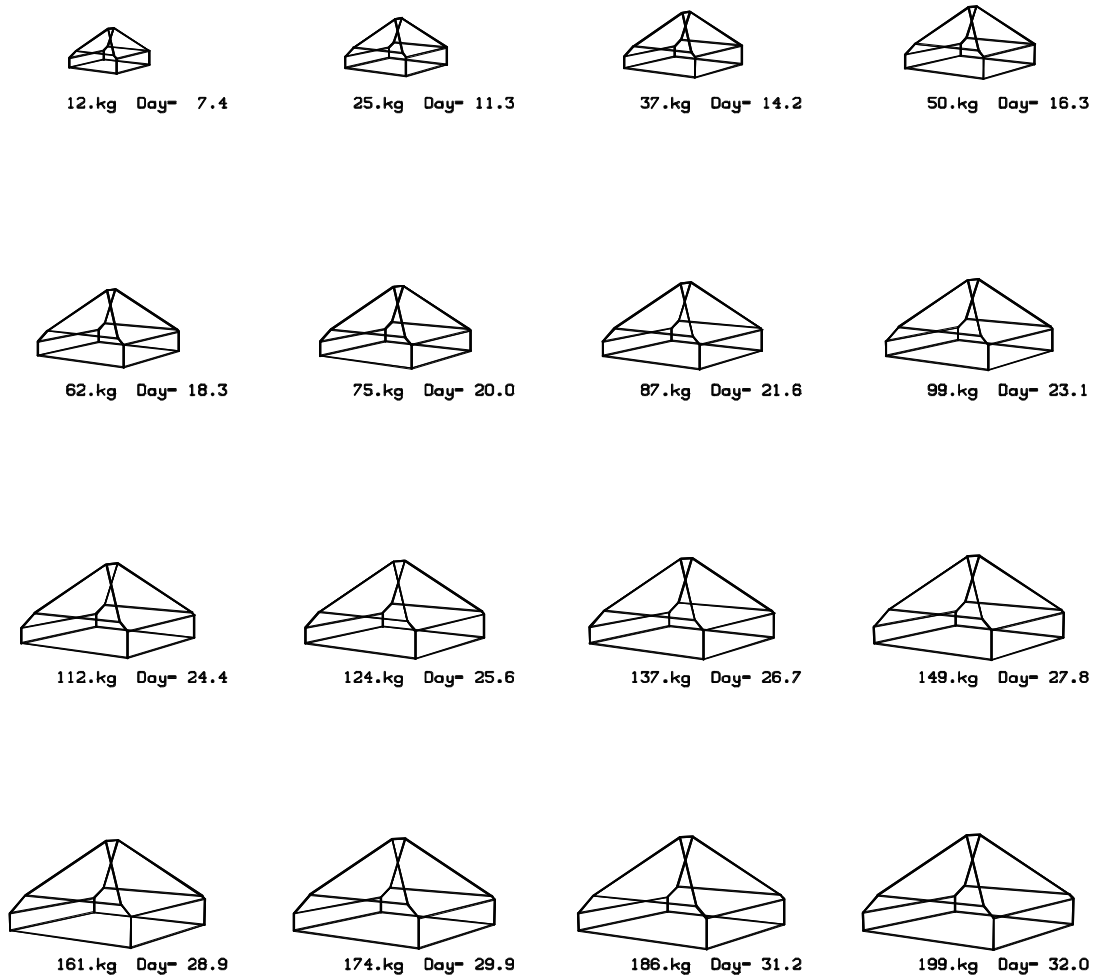 12.kg Day= 7.4
25.kg Day= 11.3
37.kg Day= 14.2
50.kg Day= 16.3
62.kg Day= 18.3
75.kg Day= 20.0
87.kg Day= 21.6
99.kg Day= 23.1
112.kg Day= 24.4
124.kg Day= 25.6
137.kg Day= 26.7
149.kg Day= 27.8
161.kg Day= 28.9
174.kg Day= 29.9
186.kg Day= 31.2
199.kg Day= 32.0